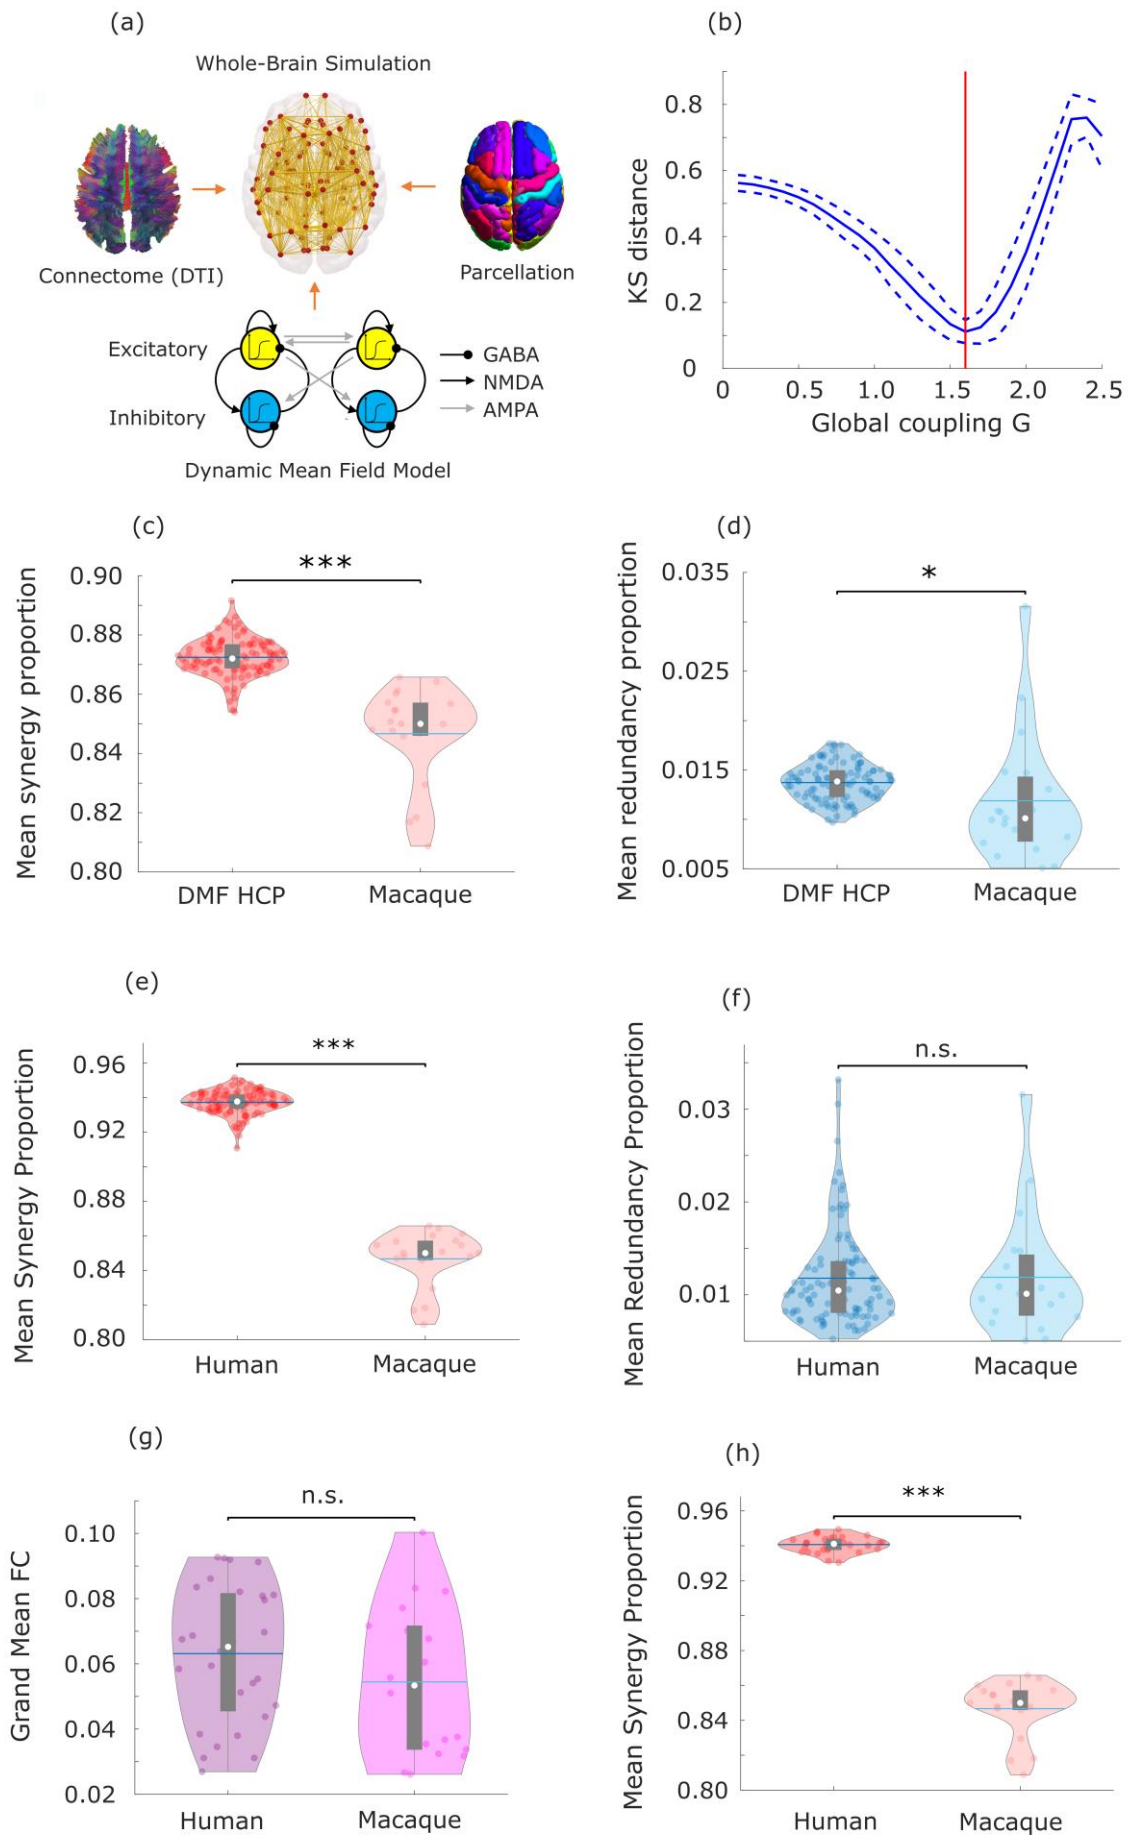 (a)
Whole-Brain Simulation
Connectome (DTI)
Parcellation
Excitatory
Inhibitory
GABA
NMDA
AMPA
Dynamic Mean Field Model
(b)
KS distance
0.8
0.6
0.4
0.2
0
0
0.5
1.0
1.5
2.0
2.5
Global coupling G
(c)
Mean synergy proportion
0.90
0.88
0.86
0.84
0.82
0.80
***
DMF HCP
Macaque
(d)
Mean redundancy proportion
0.035
0.025
0.015
0.005
*
DMF HCP
Macaque
(e)
Mean Synergy Proportion
0.96
0.92
0.88
0.84
0.80
***
Human
Macaque
(f)
Mean Redundancy Proportion
0.03
0.02
0.01
n.s.
Human
Macaque
(g)
Grand Mean FC
0.10
0.08
0.06
0.04
0.02
n.s.
Human
Macaque
(h)
Mean Synergy Proportion
0.96
0.92
0.88
0.84
0.80
***
Human
Macaque